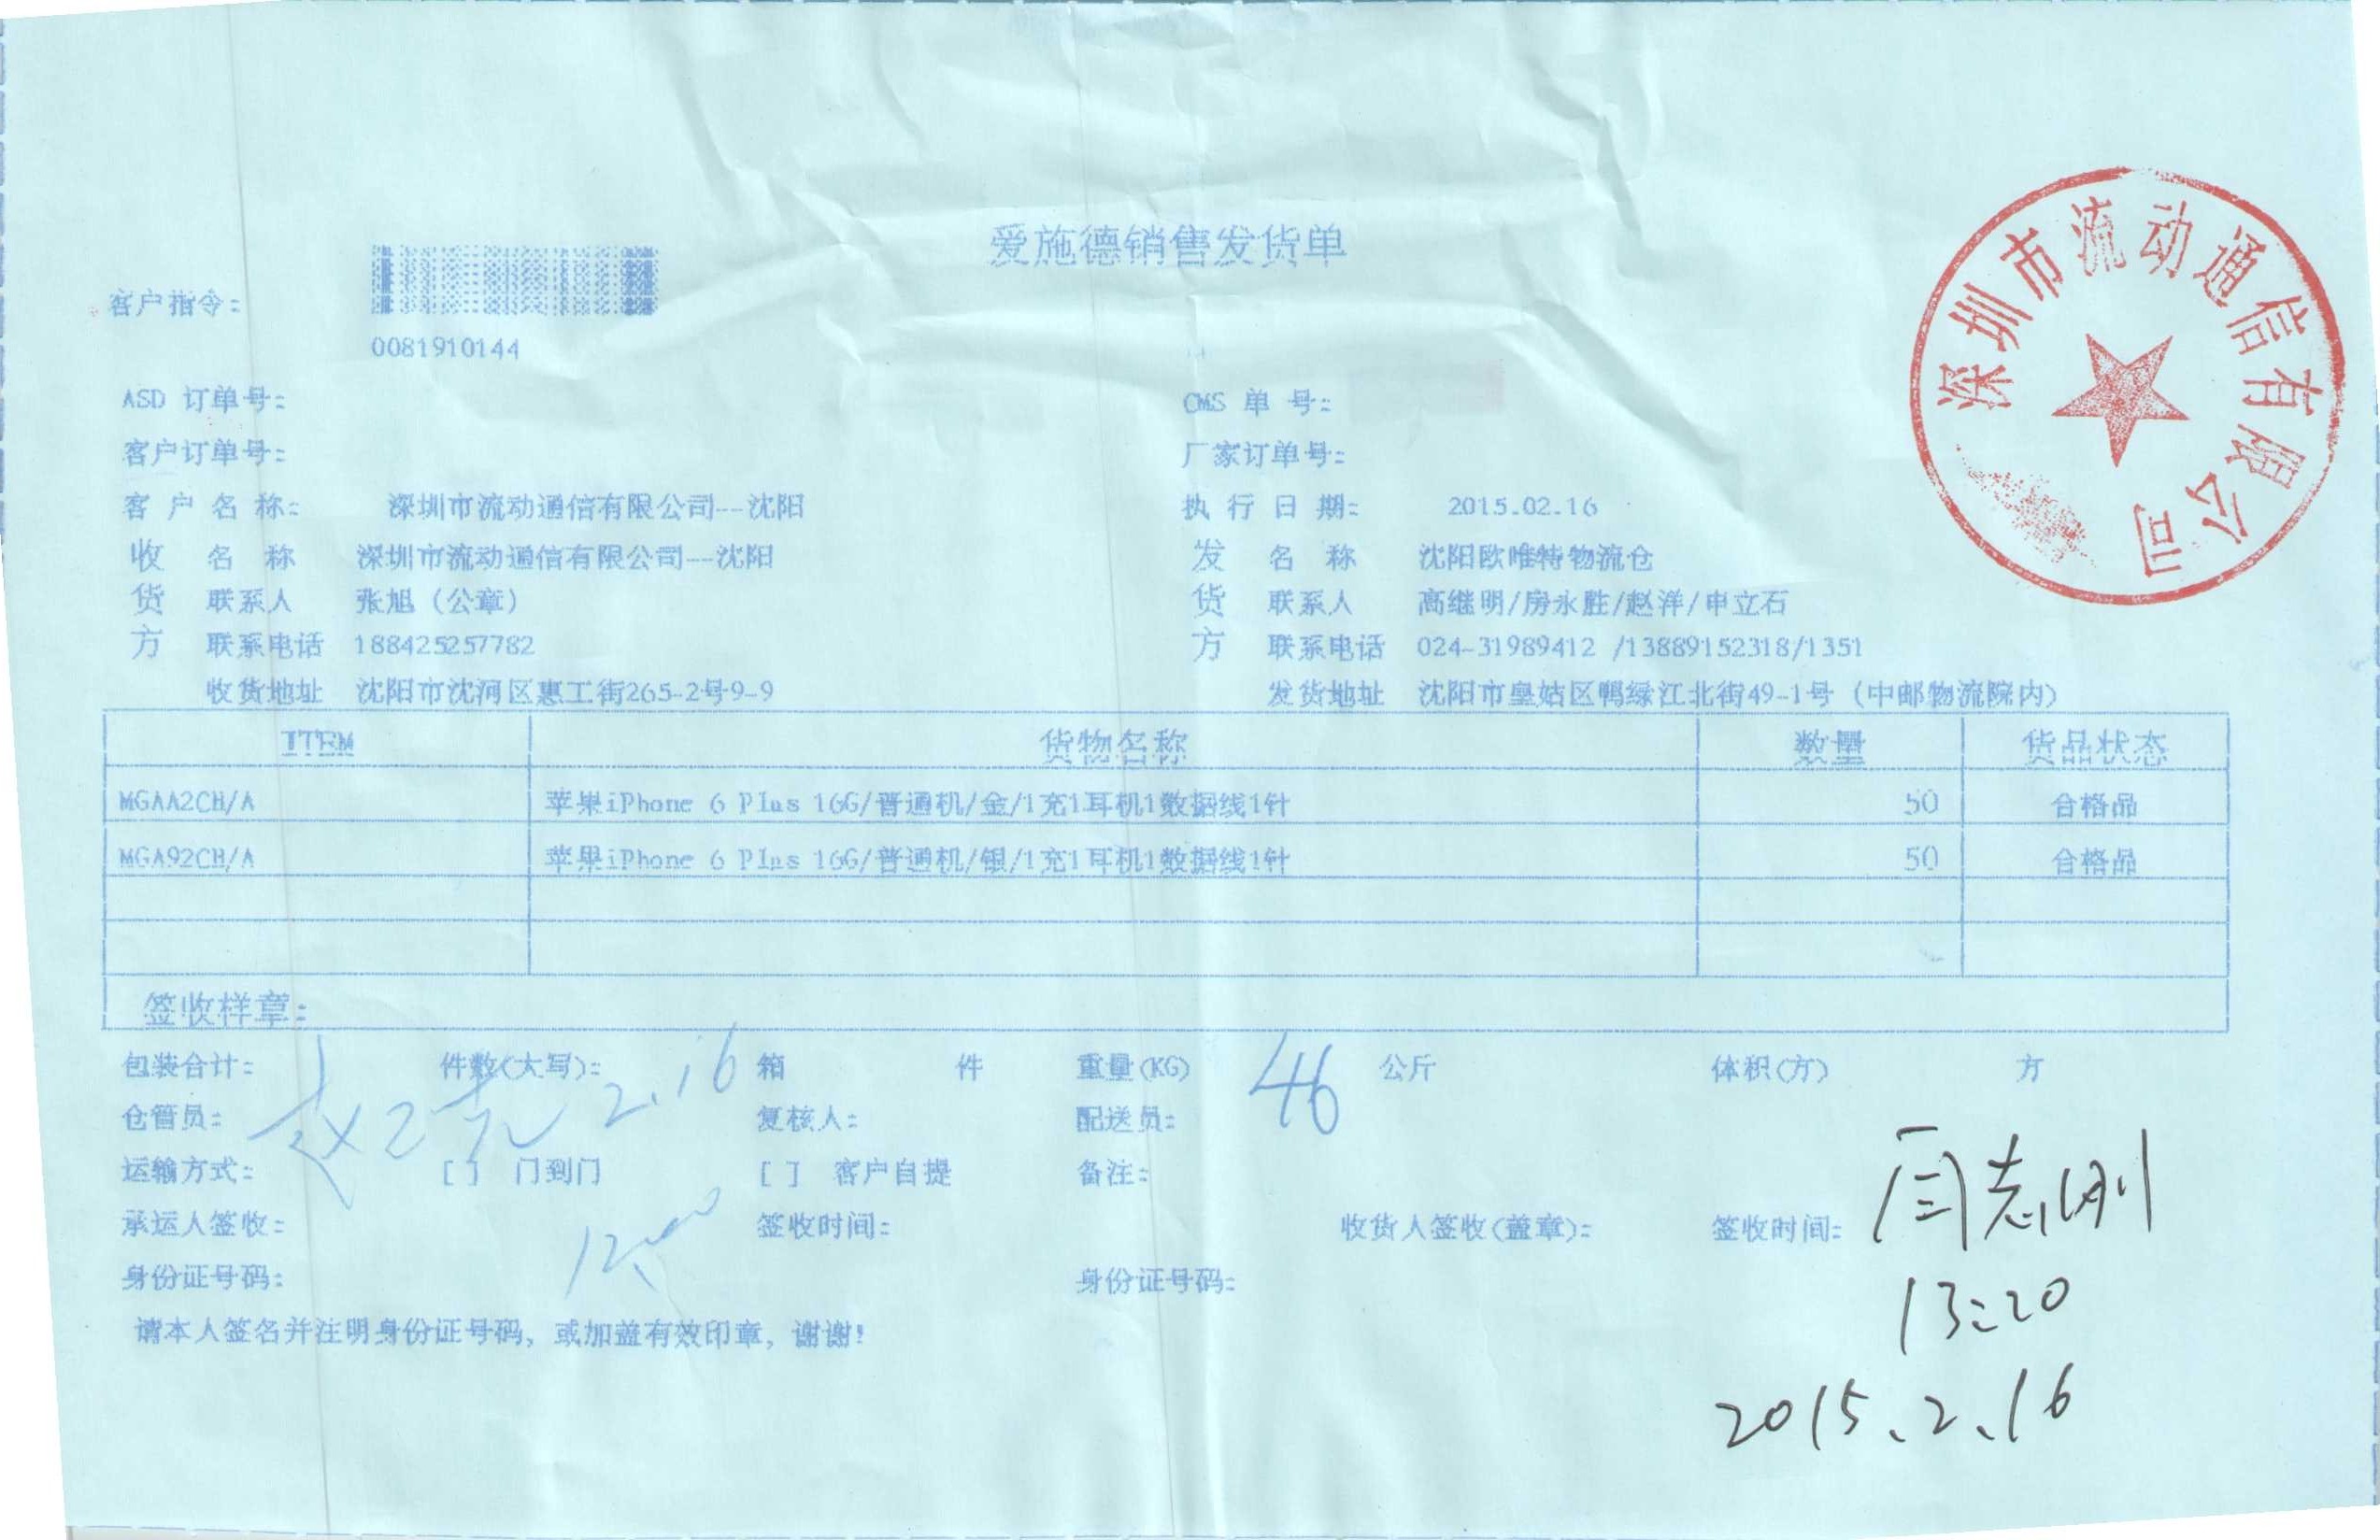 爱施德销售发货单
客户指令:
0081910144
ASD 订单号:
CMS 单 号:
客户订单号:
厂家订单号:
客 户 名 称: 深圳市流动通信有限公司--沈阳
执 行 日 期: 2015.02.16
收货方
名 称 深圳市流动通信有限公司--沈阳
联系人 张旭 (公章)
联系电话 188425257782
收货地址 沈阳市沈河区惠工街265-2号9-9
发货方
名 称 沈阳欧唯特物流仓
联系人 高继明/房永胜/赵洋/申立石
联系电话 024-31989412 /13889152318/1351
发货地址 沈阳市皇姑区鸭绿江北街49-1号 (中邮物流院内)
ITEM 货物名称 数量 货品状态
MGAA2CH/A 苹果iPhone 6 Plus 16G/普通机/金/1充1耳机1数据线1针 50 合格品
MGA92CH/A 苹果iPhone 6 Plus 16G/普通机/银/1充1耳机1数据线1针 50 合格品
签收样章:
包装合计: 件数(大写): 箱 件 重量(KG) 46 公斤 体积(方) 方
2.16
仓管员: 复核人: 配送员:
运输方式: [ ] 门到门 [ ] 客户自提 备注:
承运人签收: 签收时间: 收货人签收(盖章): 签收时间: 闫志刚
身份证号码: 身份证号码:
13:20
请本人签名并注明身份证号码, 或加盖有效印章, 谢谢!
2015.2.16
深圳市流动通信有限公司